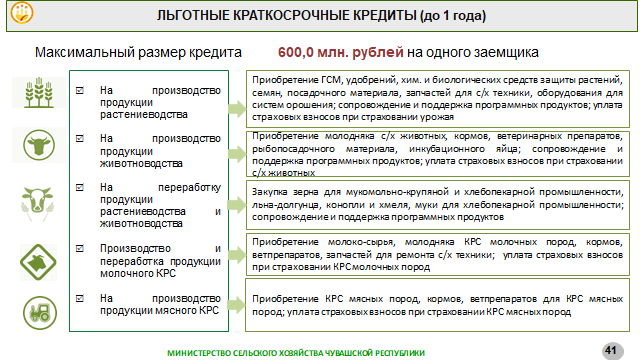 ЛЬГОТНЫЕ КРАТКОСРОЧНЫЕ КРЕДИТЫ (до 1 года)
Максимальный размер кредита 600,0 млн. рублей на одного заемщика
На производство
продукции
растениеводства
Приобретение ГСМ, удобрений, хим. и биологических средств защиты растений,
семян, посадочного материала, запчастей для с/х техники, оборудования для
систем орошения; сопровождение и поддержка программных продуктов; уплата
страховых взносов при страховании урожая
На производство
продукции
животноводства
Приобретение молодняка с/х животных, кормов, ветеринарных препаратов,
рыбопосадочного материала, инкубационного яйца; сопровождение и
поддержка программных продуктов; уплата страховых взносов при страховании
с/х животных
На переработку
продукции
растениеводства и
животноводства
Закупка зерна для мукомольно-крупяной и хлебопекарной промышленности,
льна-долгунца, конопли и хмеля, муки для хлебопекарной промышленности;
сопровождение и поддержка программных продуктов
Производство и
переработка продукции
молочного КРС
Приобретение молоко-сырья, молодняка КРС молочных пород, кормов,
ветпрепаратов, запчастей для ремонта с/х техники; уплата страховых взносов
при страховании КРС молочных пород
На производство
продукции мясного КРС
Приобретение КРС мясных пород, кормов, ветпрепаратов для КРС мясных
пород; уплата страховых взносов при страховании КРС мясных пород
МИНИСТЕРСТВО СЕЛЬСКОГО ХОЗЯЙСТВА ЧУВАШСКОЙ РЕСПУБЛИКИ
41